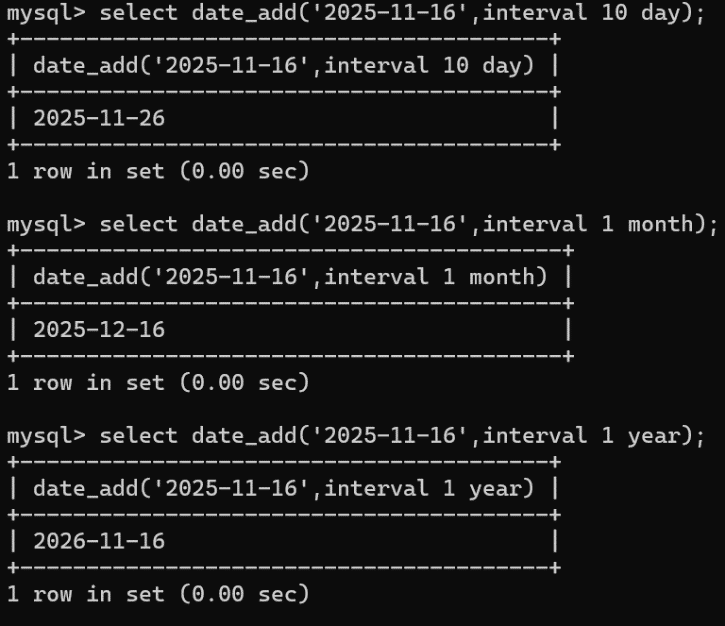 mysql> select date_add('2025-11-16',interval 10 day);
+----------------------------------------+
| date_add('2025-11-16',interval 10 day) |
+----------------------------------------+
| 2025-11-26                             |
+----------------------------------------+
1 row in set (0.00 sec)

mysql> select date_add('2025-11-16',interval 1 month);
+-----------------------------------------+
| date_add('2025-11-16',interval 1 month) |
+-----------------------------------------+
| 2025-12-16                              |
+-----------------------------------------+
1 row in set (0.00 sec)

mysql> select date_add('2025-11-16',interval 1 year);
+----------------------------------------+
| date_add('2025-11-16',interval 1 year) |
+----------------------------------------+
| 2026-11-16                             |
+----------------------------------------+
1 row in set (0.00 sec)